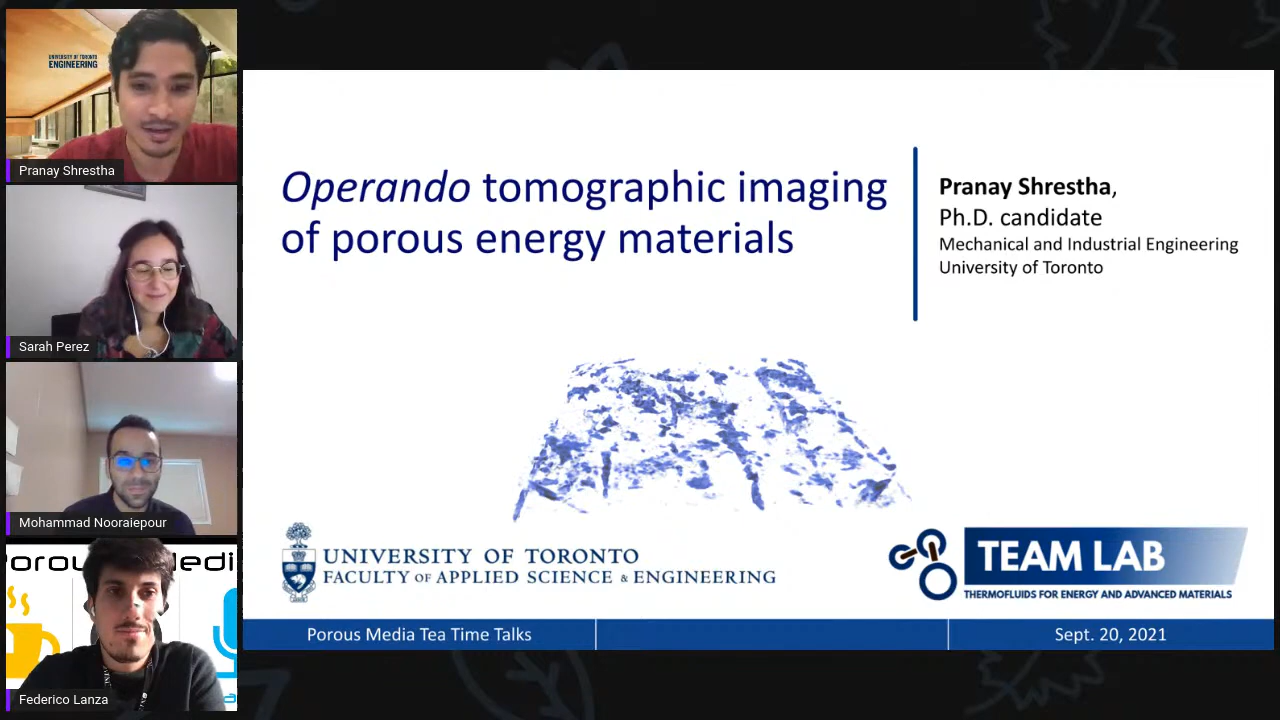 UNIVERSITY OF TORONTO
ENGINEERING
Pranay Shrestha
Sarah Perez
Mohammad Nooraiepour
Federico Lanza
Operando tomographic imaging
of porous energy materials
Pranay Shrestha,
Ph.D. candidate
Mechanical and Industrial Engineering
University of Toronto
UNIVERSITY OF TORONTO
FACULTY OF APPLIED SCIENCE & ENGINEERING
TEAM LAB
THERMOFLUIDS FOR ENERGY AND ADVANCED MATERIALS
Porous Media Tea Time Talks
Sept. 20, 2021